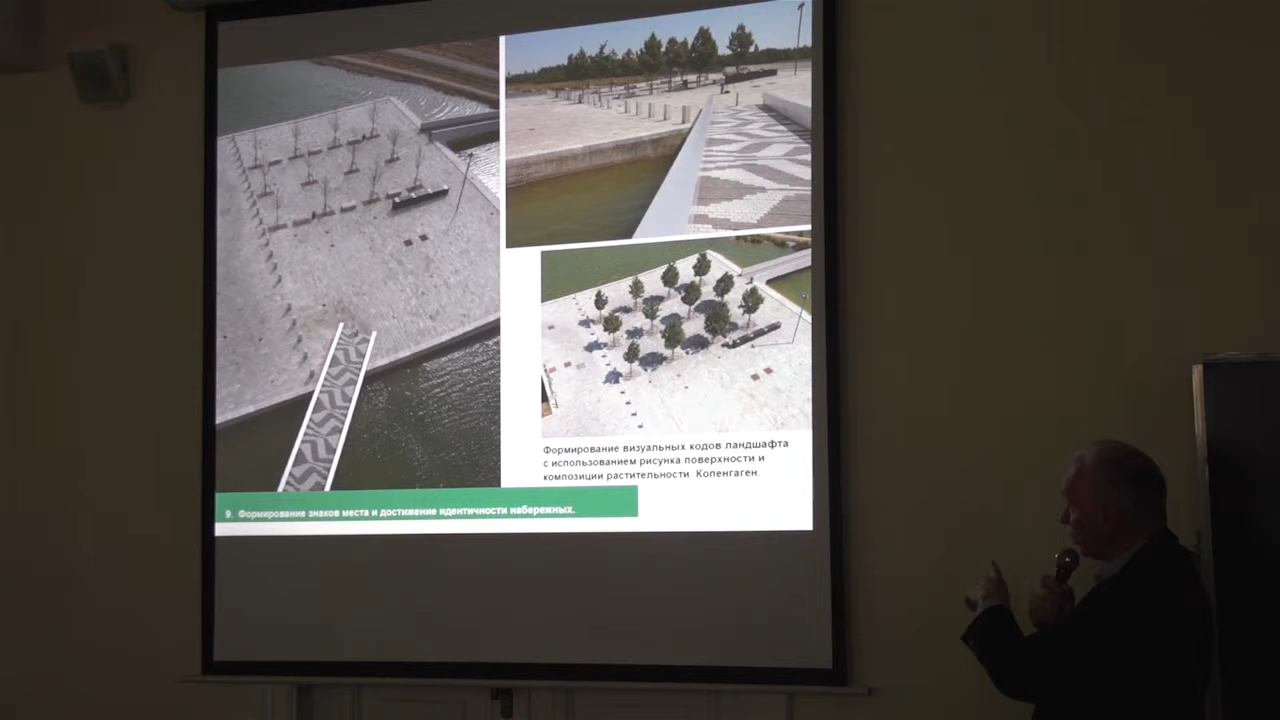 Формирование визуальных кодов ландшафта
с использованием рисунка поверхности и
композиции растительности. Копенгаген.
9. Формирование знаков места и достижение идентичности набережных.